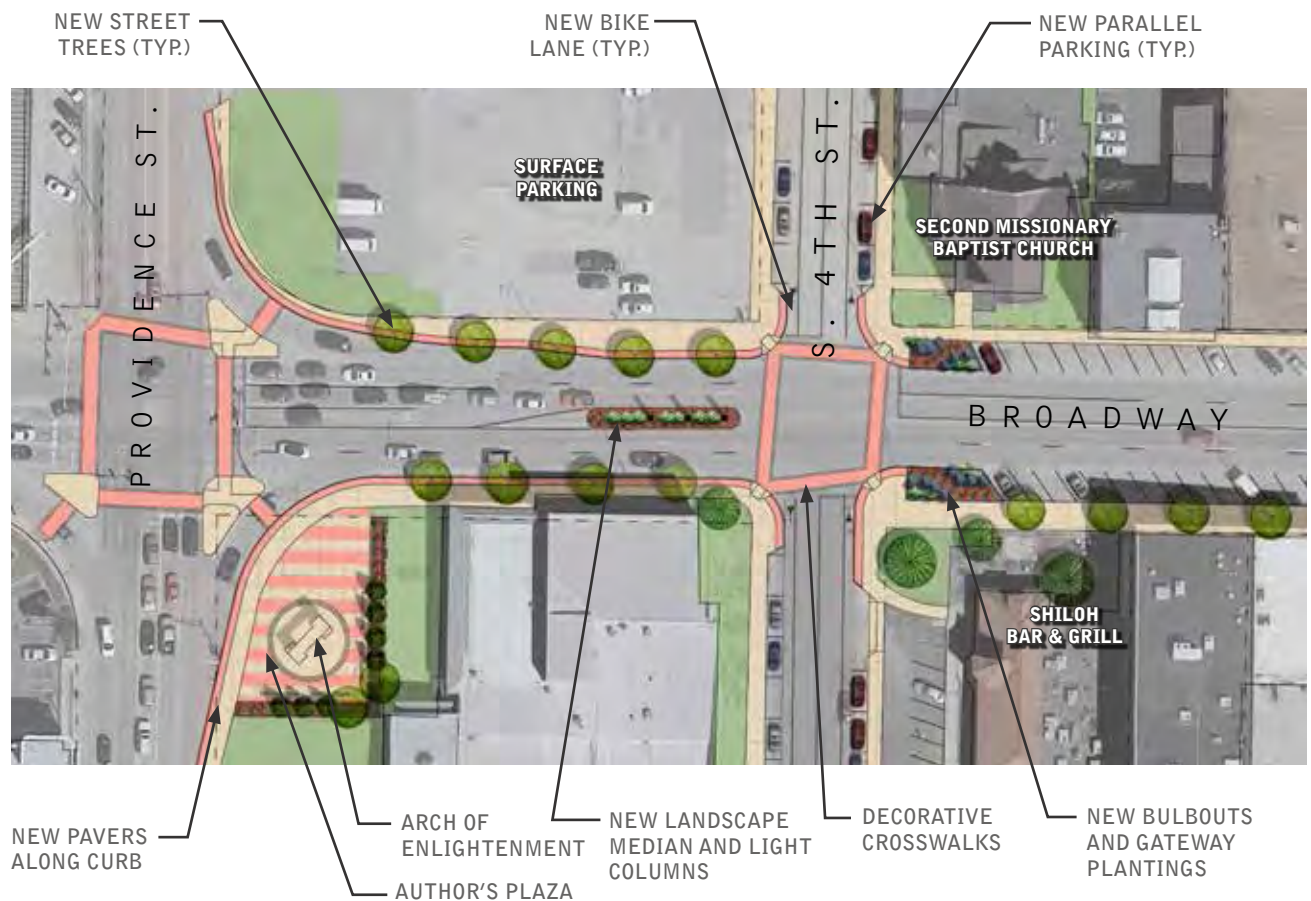 NEW STREET
TREES (TYP.)
NEW BIKE
LANE (TYP.)
NEW PARALLEL
PARKING (TYP.)
PROVIDENCE ST.
SURFACE
PARKING
S. 4TH ST.
SECOND MISSIONARY
BAPTIST CHURCH
BROADWAY
SHILOH
BAR & GRILL
NEW PAVERS
ALONG CURB
ARCH OF
ENLIGHTENMENT
AUTHOR'S PLAZA
NEW LANDSCAPE
MEDIAN AND LIGHT
COLUMNS
DECORATIVE
CROSSWALKS
NEW BULBOUTS
AND GATEWAY
PLANTINGS